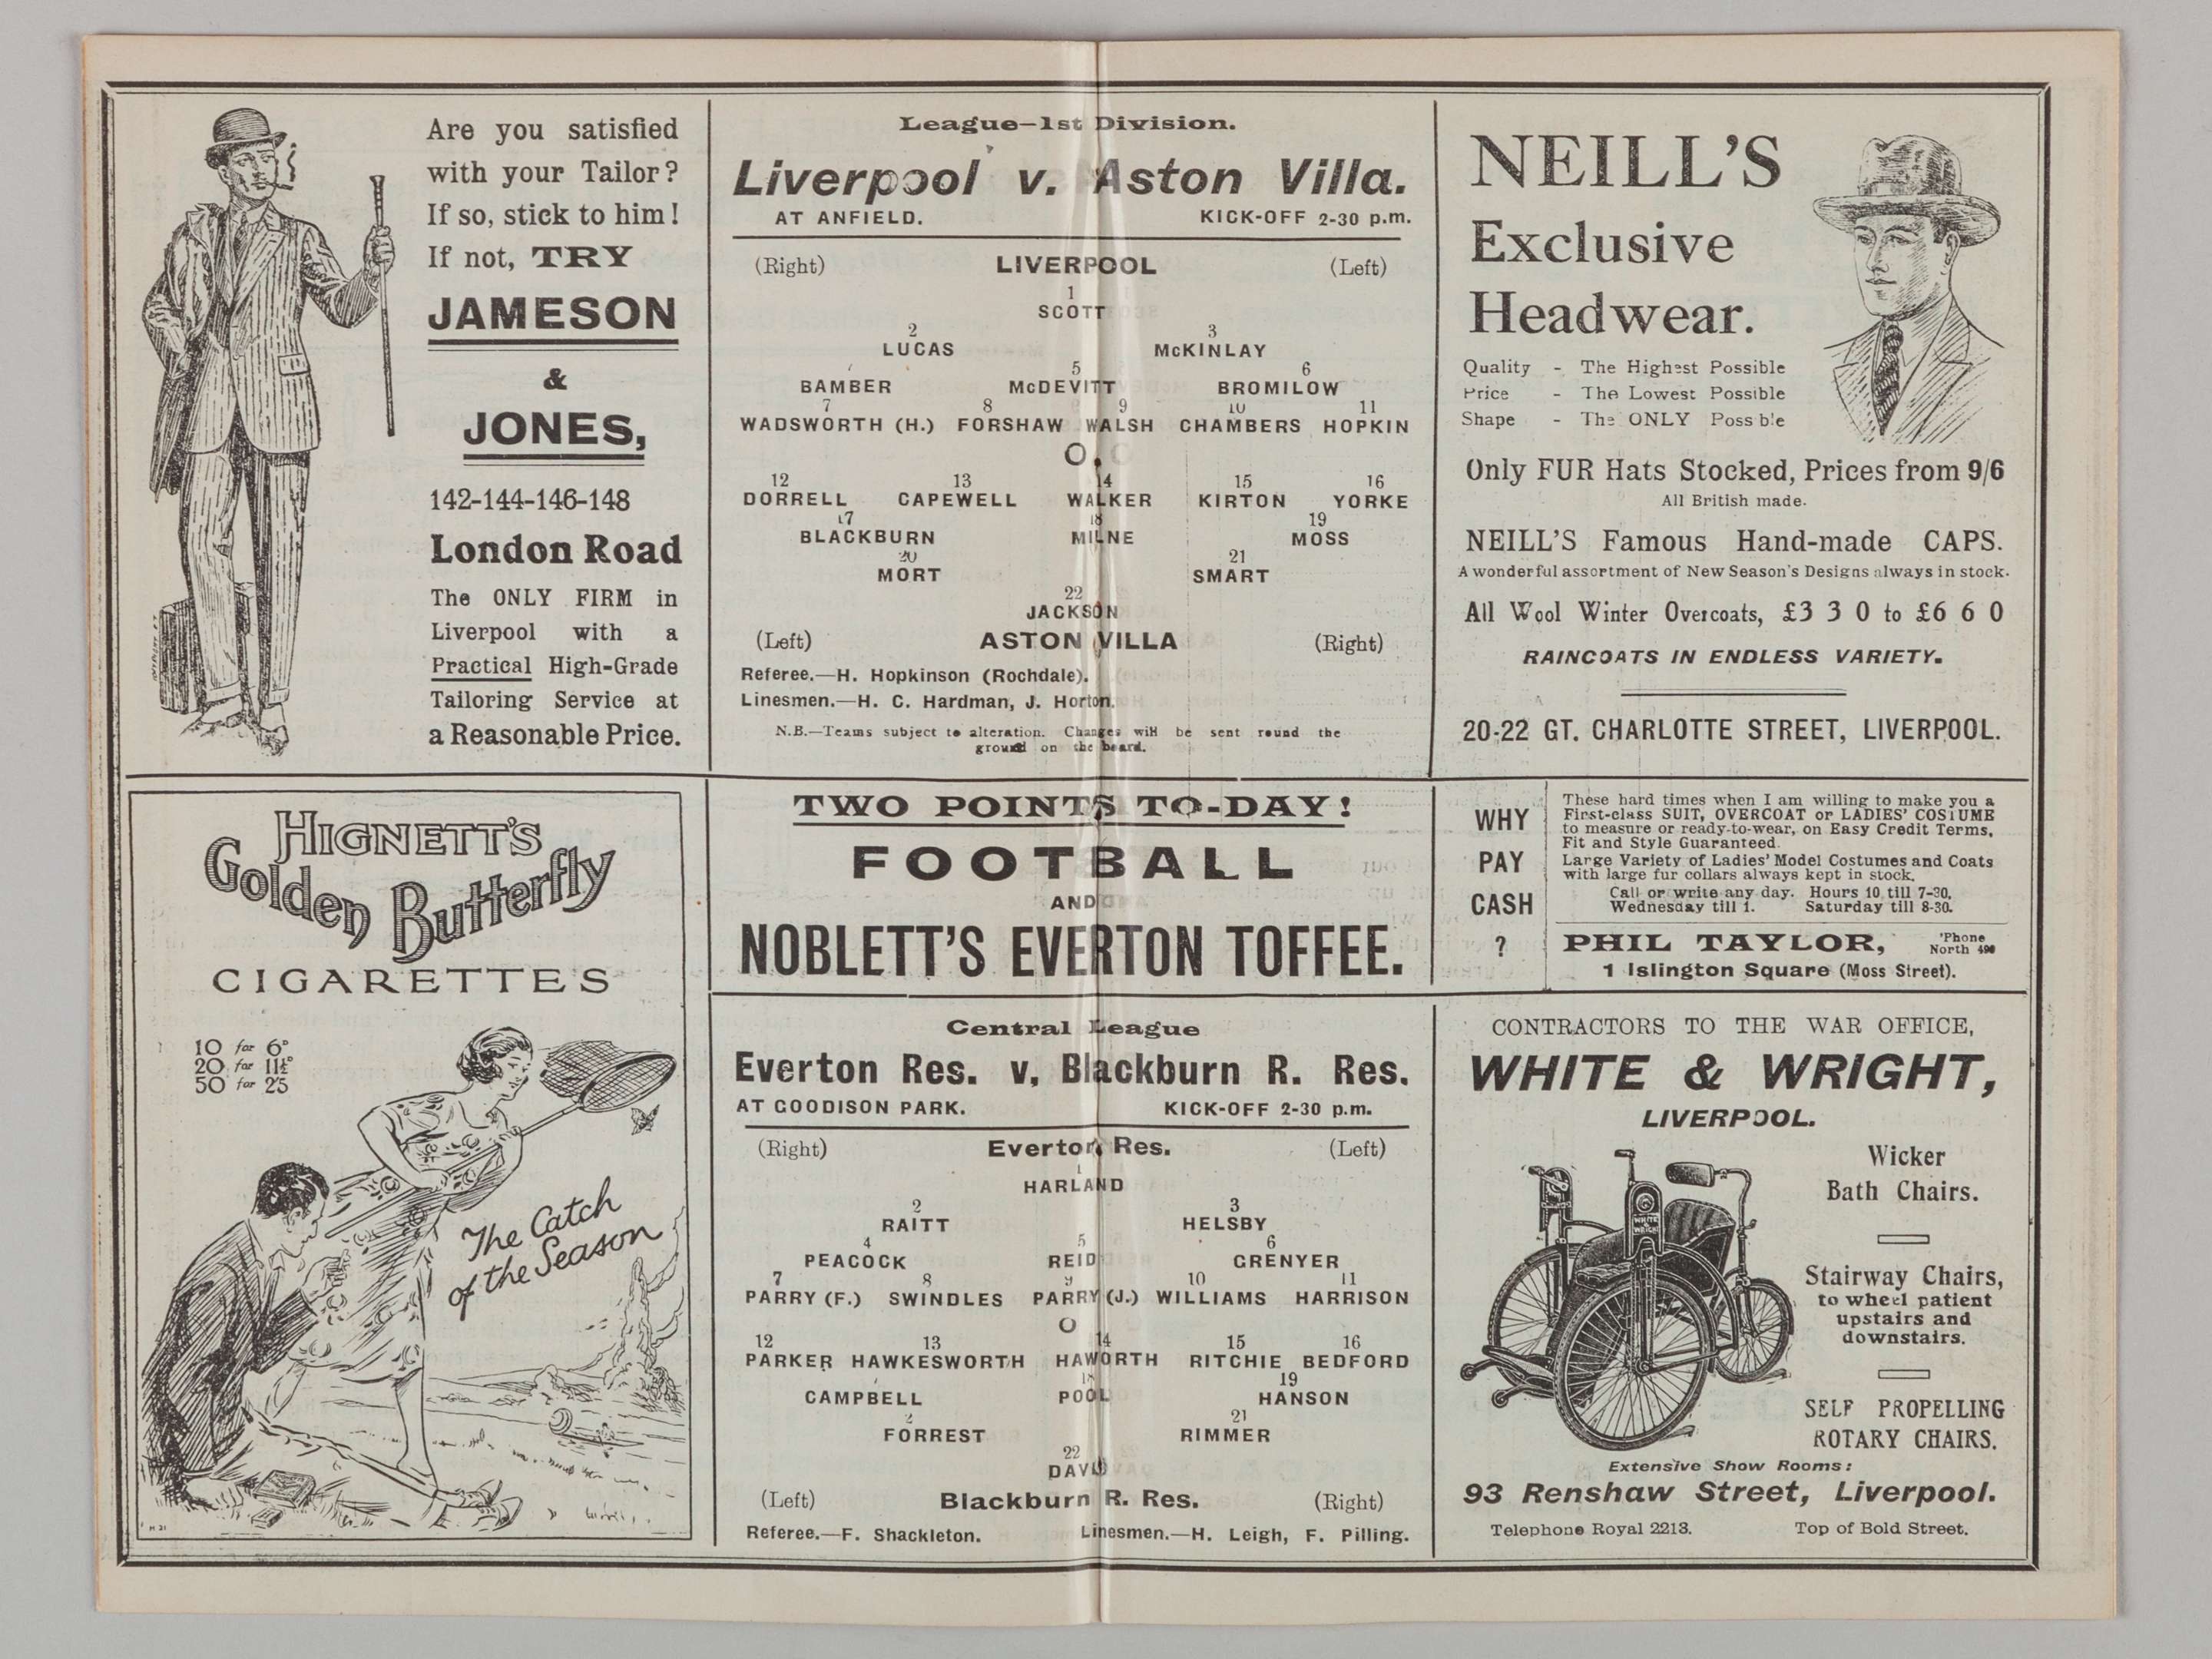 Are you satisfied
with your Tailor?
If so, stick to him!
If not, TRY
JAMESON
&
JONES,
142-144-146-148
London Road
The ONLY FIRM in
Liverpool with a
Practical High-Grade
Tailoring Service at
a Reasonable Price.
League—1st Division.
Liverpool v. Aston Villa.
AT ANFIELD. KICK-OFF 2-30 p.m.
(Right) LIVERPOOL (Left)
1
SCOTT
2 3
LUCAS McKINLAY
5 6
BAMBER McDEVITT BROMILOW
7 8 9 10 11
WADSWORTH (H.) FORSHAW WALSH CHAMBERS HOPKIN
O
12 13 14 15 16
DORRELL CAPEWELL WALKER KIRTON YORKE
17 18 19
BLACKBURN MILNE MOSS
20 21
MORT SMART
22
JACKSON
(Left) ASTON VILLA (Right)
Referee.—H. Hopkinson (Rochdale).
Linesmen.—H. C. Hardman, J. Horton.
N.B.—Teams subject to alteration. Changes will be sent round the
ground on the board.
NEILL'S
Exclusive
Headwear.
Quality - The Highest Possible
Price - The Lowest Possible
Shape - The ONLY Possible
Only FUR Hats Stocked, Prices from 9/6
All British made.
NEILL'S Famous Hand-made CAPS.
A wonderful assortment of New Season's Designs always in stock.
All Wool Winter Overcoats, £3 3 0 to £6 6 0
RAINCOATS IN ENDLESS VARIETY.
20-22 GT. CHARLOTTE STREET, LIVERPOOL.
HIGNETT'S
Golden Butterfly
CIGARETTES
10 for 6D
20 for 11½D
50 for 2'5
The Catch
of the Season
TWO POINTS TO-DAY!
FOOTBALL
AND
NOBLETT'S EVERTON TOFFEE.
WHY
PAY
CASH
?
These hard times when I am willing to make you a
First-class SUIT, OVERCOAT or LADIES' COSTUME
to measure or ready-to-wear, on Easy Credit Terms,
Fit and Style Guaranteed.
Large Variety of Ladies' Model Costumes and Coats
with large fur collars always kept in stock.
Call or write any day. Hours 10 till 7-30.
Wednesday till 1. Saturday till 8-30.
PHIL TAYLOR, 'Phone
North
1 Islington Square (Moss Street).
Central League
Everton Res. v. Blackburn R. Res.
AT GOODISON PARK. KICK-OFF 2-30 p.m.
(Right) Everton Res. (Left)
1
HARLAND
2 3
RAITT HELSBY
4 5 6
PEACOCK REID GRENYER
7 8 9 10 11
PARRY (F.) SWINDLES PARRY (J.) WILLIAMS HARRISON
O
12 13 14 15 16
PARKER HAWKESWORTH HAWORTH RITCHIE BEDFORD
18 19
CAMPBELL POOL HANSON
2 21
FORREST RIMMER
22
(Left) Blackburn R. Res. (Right)
Referee.—F. Shackleton. Linesmen.—H. Leigh, F. Pilling.
CONTRACTORS TO THE WAR OFFICE,
WHITE & WRIGHT,
LIVERPOOL.
Wicker
Bath Chairs.
Stairway Chairs,
to wheel patient
upstairs and
downstairs.
SELF PROPELLING
ROTARY CHAIRS.
Extensive Show Rooms:
93 Renshaw Street, Liverpool.
Telephone Royal 2213. Top of Bold Street.